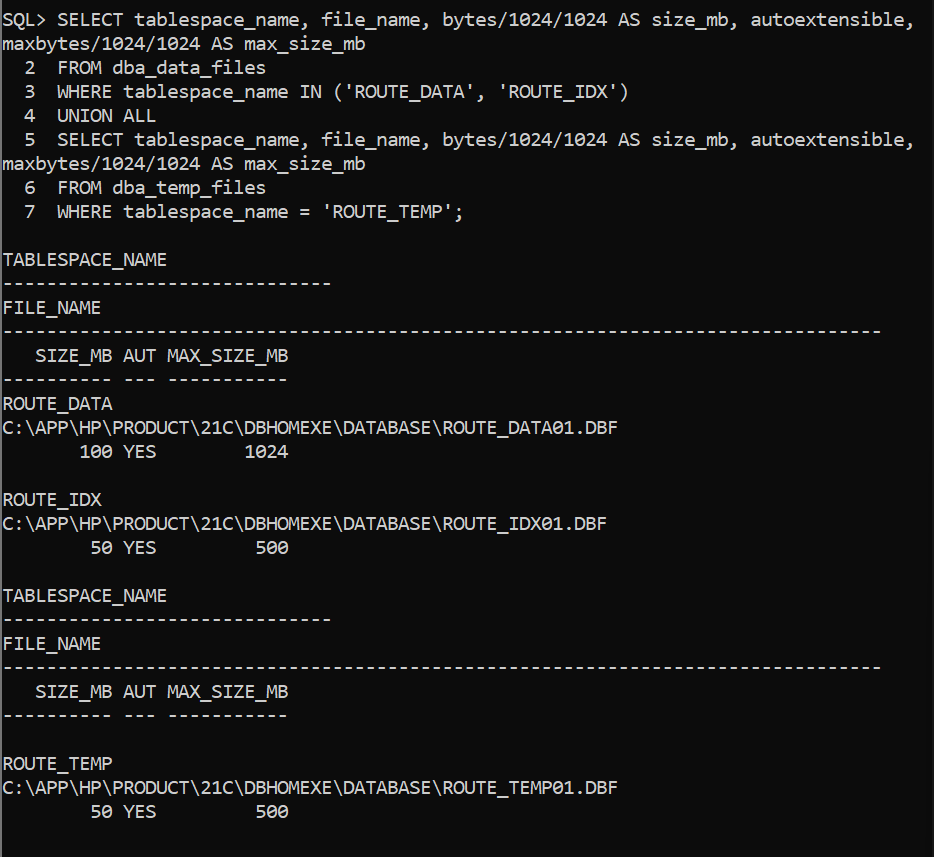 SQL> SELECT tablespace_name, file_name, bytes/1024/1024 AS size_mb, autoextensible,
maxbytes/1024/1024 AS max_size_mb
  2  FROM dba_data_files
  3  WHERE tablespace_name IN ('ROUTE_DATA', 'ROUTE_IDX')
  4  UNION ALL
  5  SELECT tablespace_name, file_name, bytes/1024/1024 AS size_mb, autoextensible,
maxbytes/1024/1024 AS max_size_mb
  6  FROM dba_temp_files
  7  WHERE tablespace_name = 'ROUTE_TEMP';

TABLESPACE_NAME
------------------------------
FILE_NAME
--------------------------------------------------------------------------------
   SIZE_MB AUT MAX_SIZE_MB
---------- --- -----------
ROUTE_DATA
C:\APP\HP\PRODUCT\21C\DBHOMEXE\DATABASE\ROUTE_DATA01.DBF
       100 YES        1024

ROUTE_IDX
C:\APP\HP\PRODUCT\21C\DBHOMEXE\DATABASE\ROUTE_IDX01.DBF
        50 YES         500

TABLESPACE_NAME
------------------------------
FILE_NAME
--------------------------------------------------------------------------------
   SIZE_MB AUT MAX_SIZE_MB
---------- --- -----------

ROUTE_TEMP
C:\APP\HP\PRODUCT\21C\DBHOMEXE\DATABASE\ROUTE_TEMP01.DBF
        50 YES         500